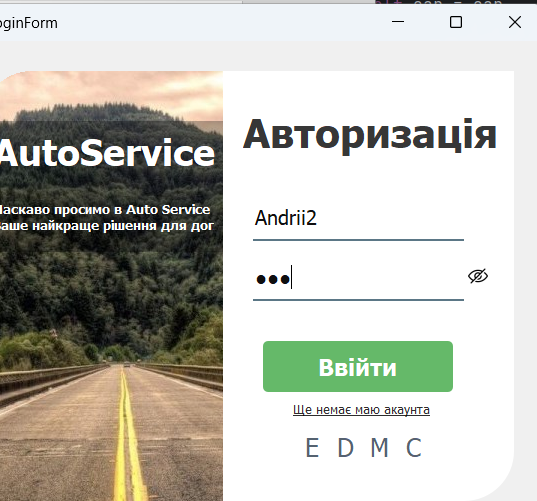 oginForm
AutoService
Авторизація
Ласкаво просимо в Auto Service
Ваше найкраще рішення для дог
Andrii2
Ввійти
Ще немає маю акаунта
E D M C